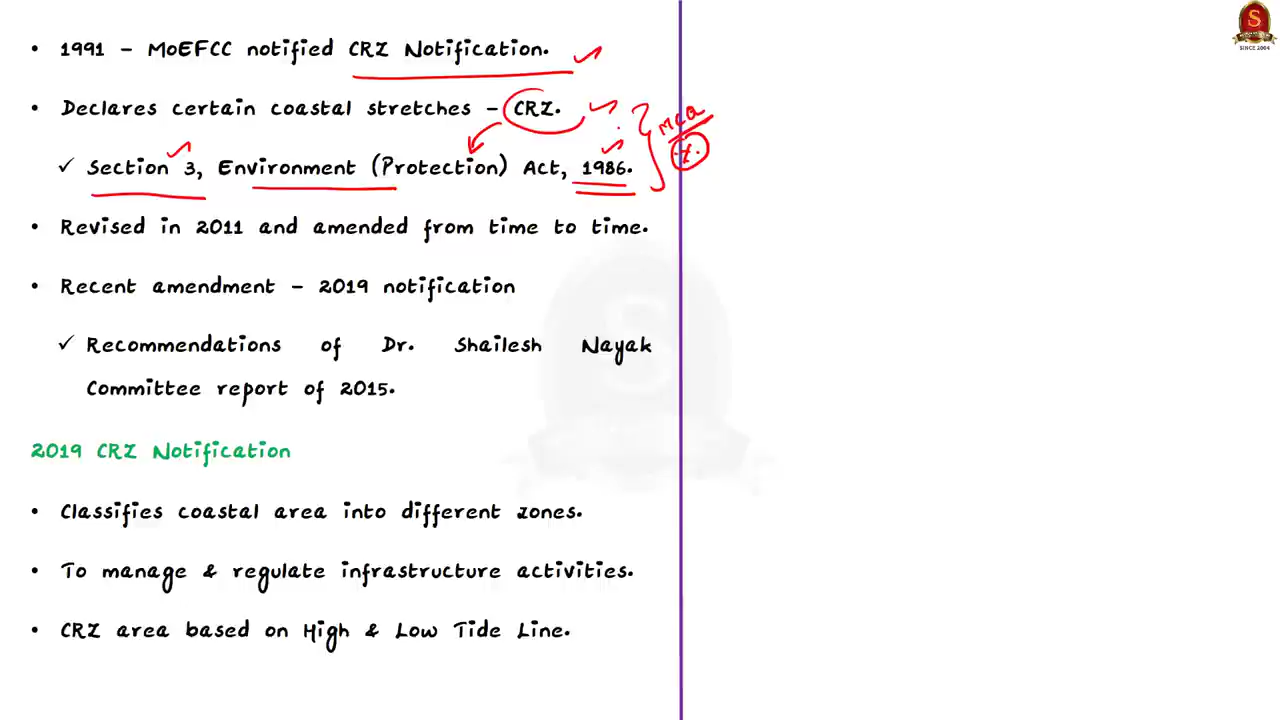 • 1991 – MoEFCC notified CRZ Notification.
• Declares certain coastal stretches – CRZ.
MCQ
✓ Section 3, Environment (Protection) Act, 1986.
• Revised in 2011 and amended from time to time.
• Recent amendment – 2019 notification
✓ Recommendations of Dr. Shailesh Nayak
Committee report of 2015.
2019 CRZ Notification
• Classifies coastal area into different zones.
• To manage & regulate infrastructure activities.
• CRZ area based on High & Low Tide Line.
S
SINCE 2004